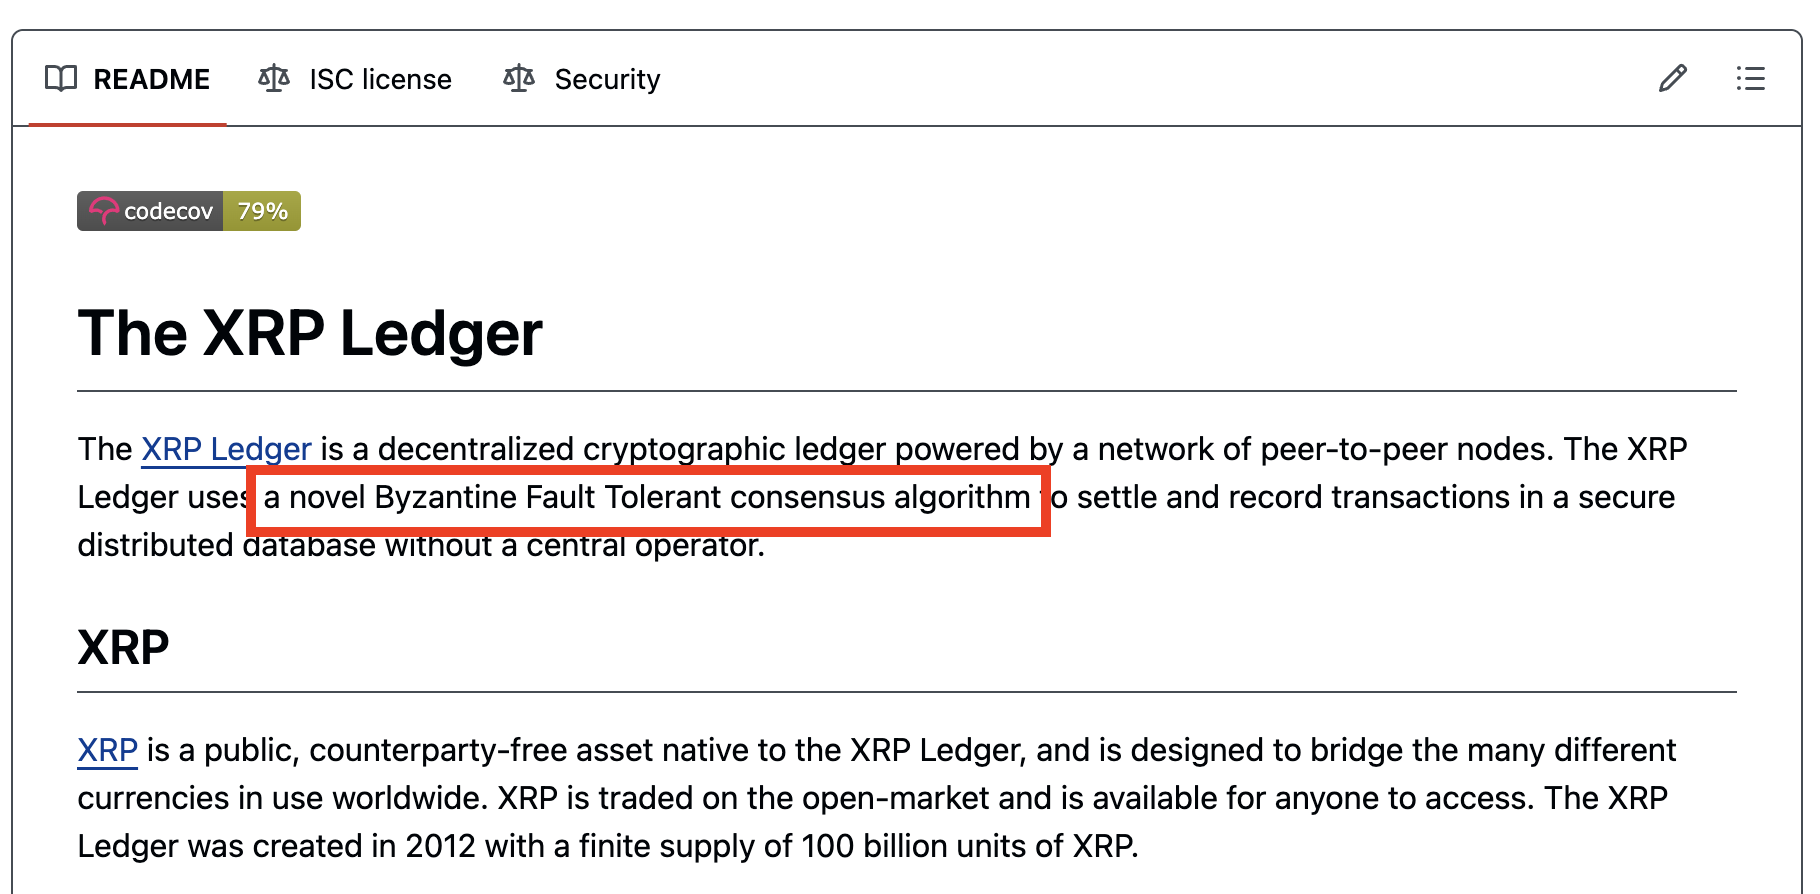 README ISC license Security
codecov 79%
The XRP Ledger
The XRP Ledger is a decentralized cryptographic ledger powered by a network of peer-to-peer nodes. The XRP
Ledger uses a novel Byzantine Fault Tolerant consensus algorithm to settle and record transactions in a secure
distributed database without a central operator.
XRP
XRP is a public, counterparty-free asset native to the XRP Ledger, and is designed to bridge the many different
currencies in use worldwide. XRP is traded on the open-market and is available for anyone to access. The XRP
Ledger was created in 2012 with a finite supply of 100 billion units of XRP.